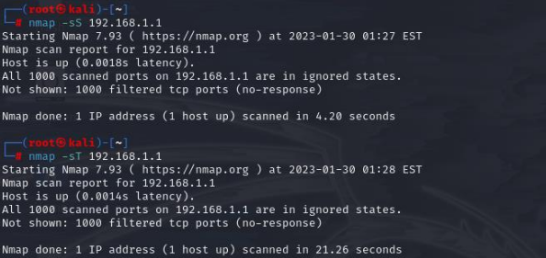 ┌──(root㉿kali)-[~]
└─# nmap -sS 192.168.1.1
Starting Nmap 7.93 ( https://nmap.org ) at 2023-01-30 01:27 EST
Nmap scan report for 192.168.1.1
Host is up (0.0018s latency).
All 1000 scanned ports on 192.168.1.1 are in ignored states.
Not shown: 1000 filtered tcp ports (no-response)
Nmap done: 1 IP address (1 host up) scanned in 4.20 seconds
┌──(root㉿kali)-[~]
└─# nmap -sT 192.168.1.1
Starting Nmap 7.93 ( https://nmap.org ) at 2023-01-30 01:28 EST
Nmap scan report for 192.168.1.1
Host is up (0.0014s latency).
All 1000 scanned ports on 192.168.1.1 are in ignored states.
Not shown: 1000 filtered tcp ports (no-response)
Nmap done: 1 IP address (1 host up) scanned in 21.26 seconds